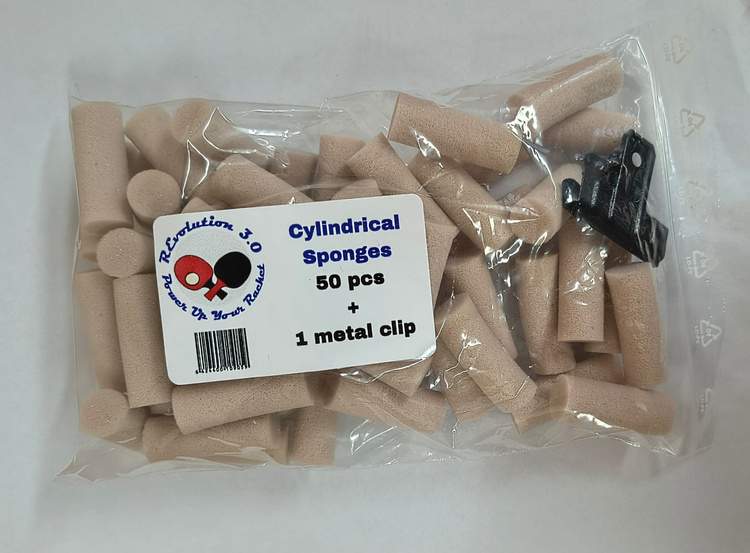 REvolution 3.0
Power Up Your Racket
Cylindrical
Sponges
50 pcs
+
1 metal clip